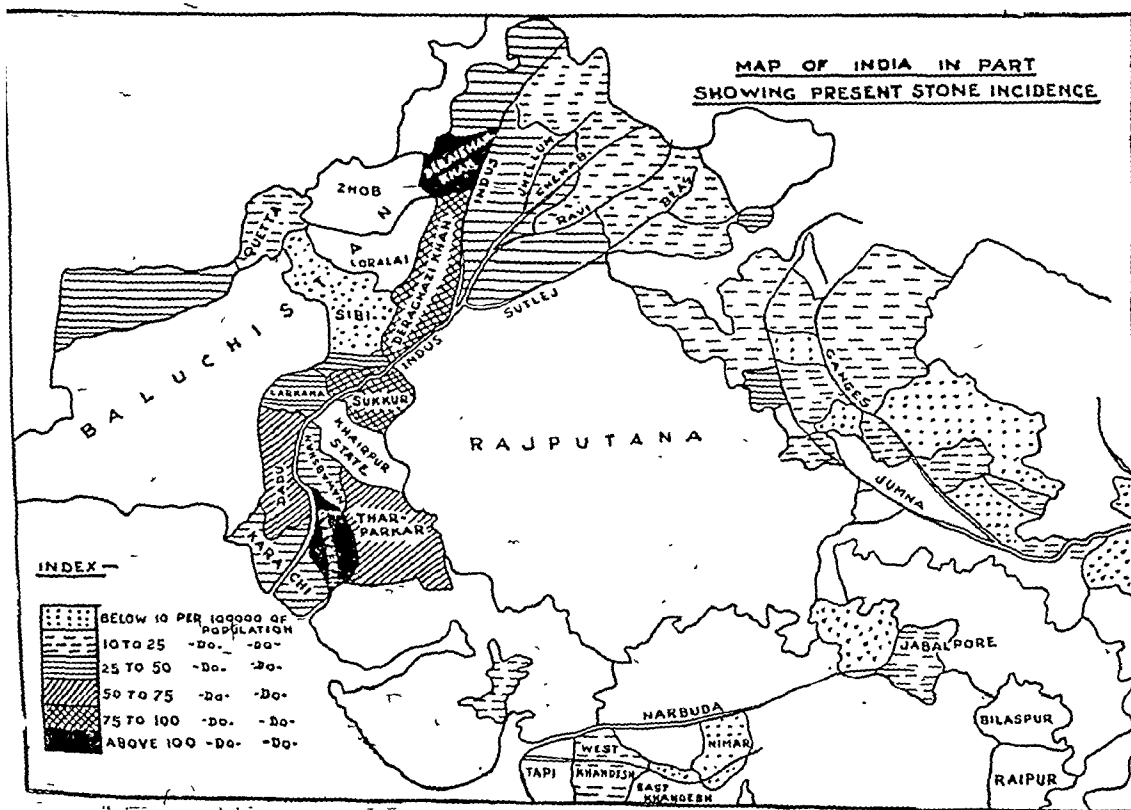 MAP OF INDIA IN PART
SHOWING PRESENT STONE INCIDENCE
ZHOB
QUETTA
LORALAI
SIBI
BALUCHISTAN
DERAGHAZI KHAN
INDUS
JHELLUM
CHENAB.
RAVI
BEAS
SUTLEJ
INDUS
LARKANA
SUKKUR
KHAIRPUR
STATE
DADU
THAR-
PARKAR
KARACHI
RAJPUTANA
GANGES
JUMNA
JABALPORE
NARBUDA
NIMAR
WEST
KHANDESH
TAPI
EAST
KHANDESH
BILASPUR
RAIPUR
INDEX-
BELOW 10 PER 100000 OF
POPULATION
10 TO 25 -DO- -DO-
25 TO 50 -DO- -DO-
50 TO 75 -DO- -DO-
75 TO 100 -DO- -DO-
ABOVE 100 -DO- -DO-